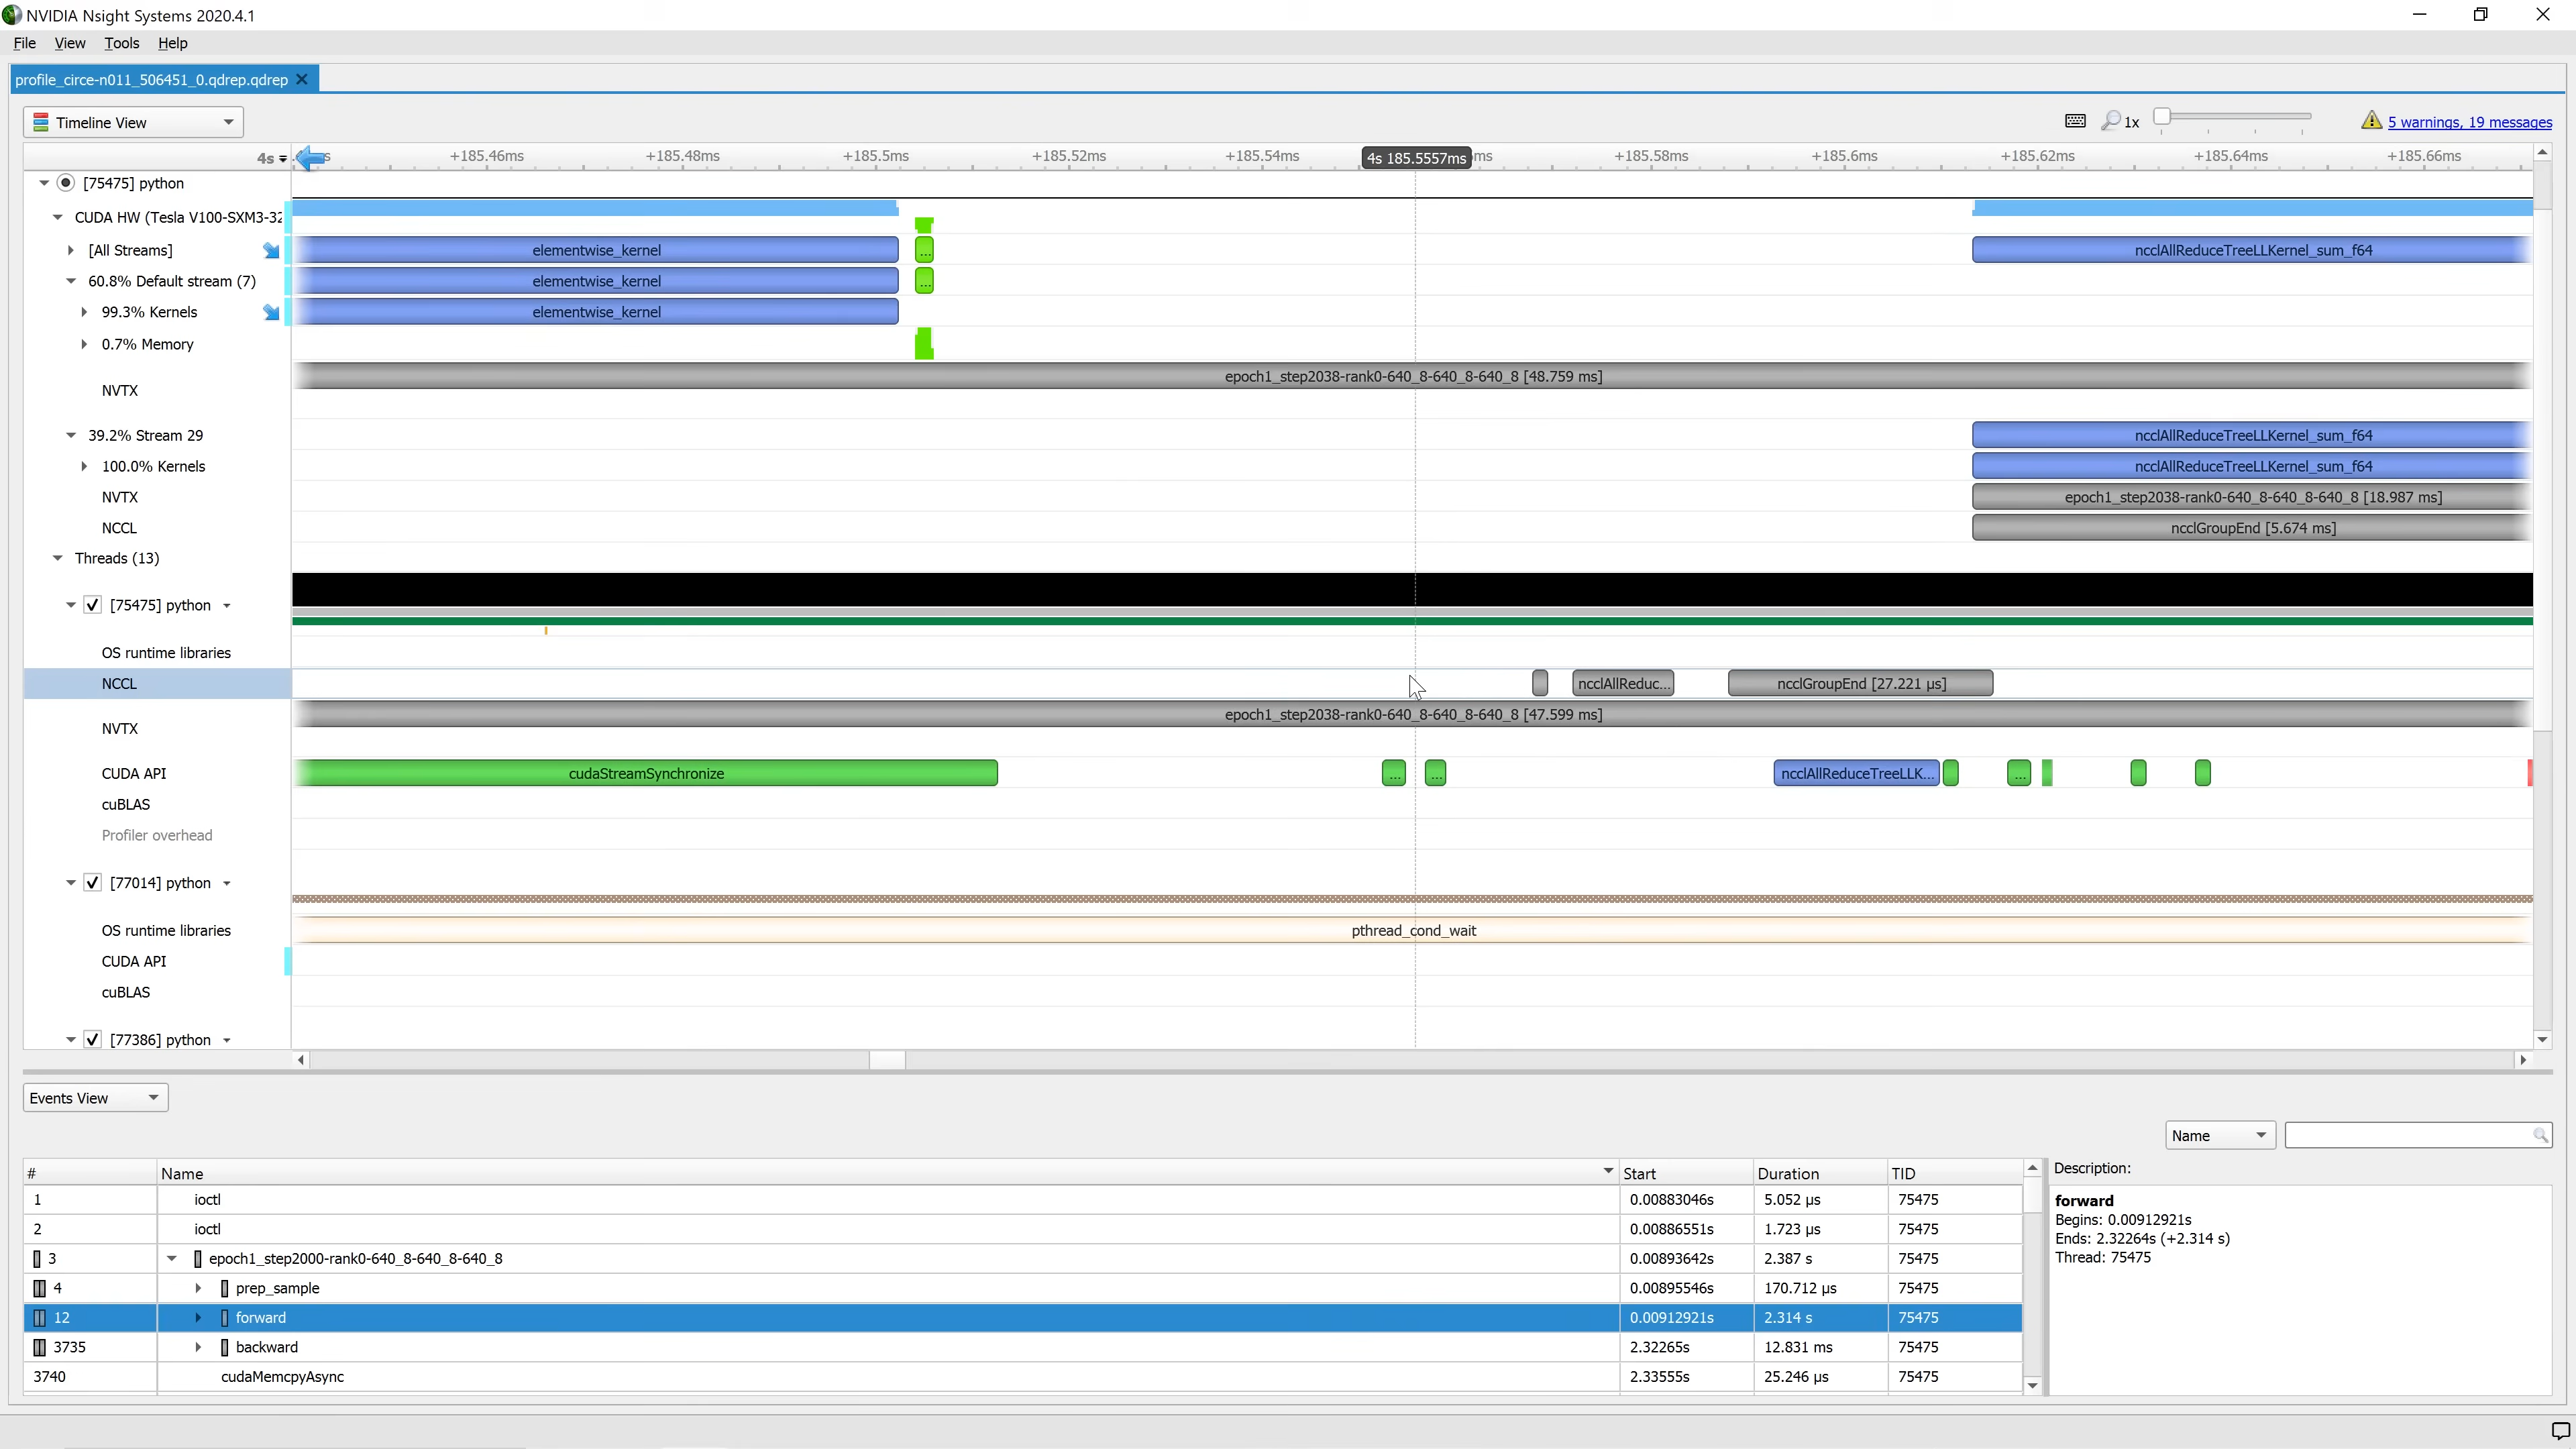 NVIDIA Nsight Systems 2020.4.1
File View Tools Help
profile_circe-n011_506451_0.qdrep.qdrep
Timeline View 1x 5 warnings, 19 messages
4s +185.46ms +185.48ms +185.5ms +185.52ms +185.54ms 4s 185.5557ms ms +185.58ms +185.6ms +185.62ms +185.64ms +185.66ms
[75475] python
CUDA HW (Tesla V100-SXM3-32
[All Streams] elementwise_kernel ... ncclAllReduceTreeLLKernel_sum_f64
60.8% Default stream (7) elementwise_kernel ...
99.3% Kernels elementwise_kernel
0.7% Memory
NVTX epoch1_step2038-rank0-640_8-640_8-640_8 [48.759 ms]
39.2% Stream 29 ncclAllReduceTreeLLKernel_sum_f64
100.0% Kernels ncclAllReduceTreeLLKernel_sum_f64
NVTX epoch1_step2038-rank0-640_8-640_8-640_8 [18.987 ms]
NCCL ncclGroupEnd [5.674 ms]
Threads (13)
[75475] python
OS runtime libraries
NCCL ncclAllReduc... ncclGroupEnd [27.221 µs]
NVTX epoch1_step2038-rank0-640_8-640_8-640_8 [47.599 ms]
CUDA API cudaStreamSynchronize ... ... ncclAllReduceTreeLLK... ...
cuBLAS
Profiler overhead
[77014] python
OS runtime libraries pthread_cond_wait
CUDA API
cuBLAS
[77386] python
Events View
Name
# Name Start Duration TID Description:
1 ioctl 0.00883046s 5.052 µs 75475
2 ioctl 0.00886551s 1.723 µs 75475
3 epoch1_step2000-rank0-640_8-640_8-640_8 0.00893642s 2.387 s 75475
4 prep_sample 0.00895546s 170.712 µs 75475
12 forward 0.00912921s 2.314 s 75475
3735 backward 2.32265s 12.831 ms 75475
3740 cudaMemcpyAsync 2.33555s 25.246 µs 75475
forward
Begins: 0.00912921s
Ends: 2.32264s (+2.314 s)
Thread: 75475